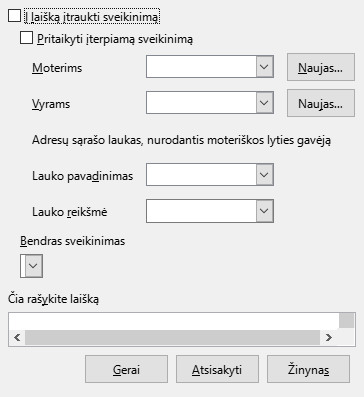 Į laišką įtraukti sveikinimą
Pritaikyti įterpiamą sveikinimą
Moterims
Naujas...
Vyrams
Naujas...
Adresų sąrašo laukas, nurodantis moteriškos lyties gavėją
Lauko pavadinimas
Lauko reikšmė
Bendras sveikinimas
Čia rašykite laišką
Gerai
Atsisakyti
Žinynas